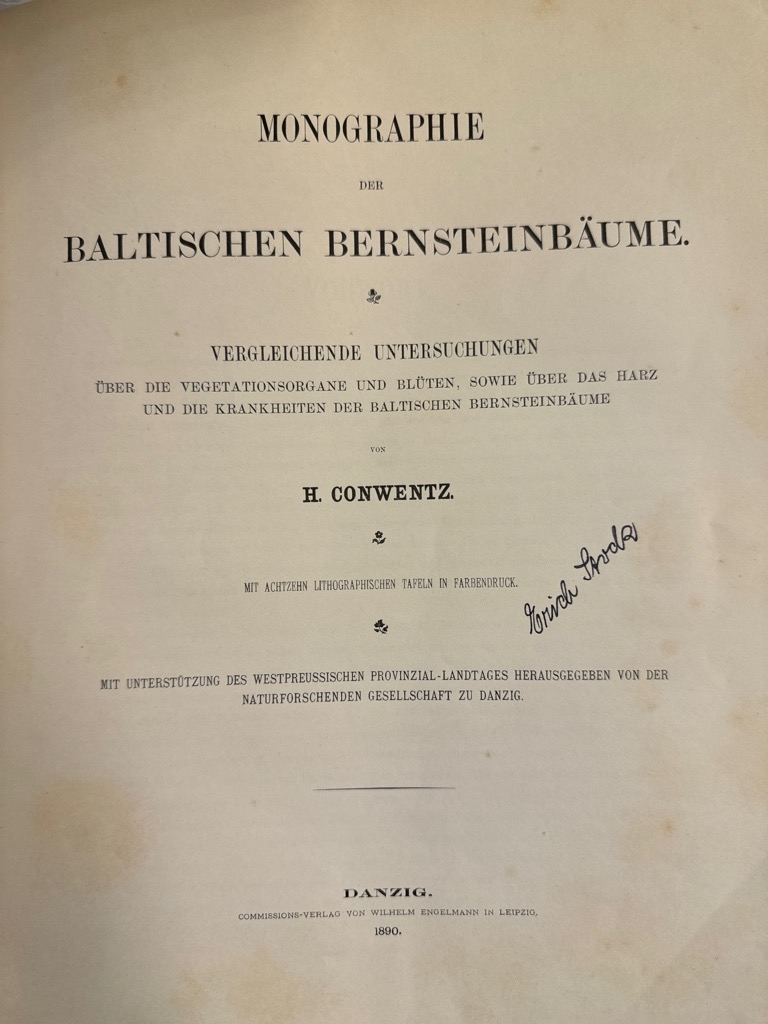 MONOGRAPHIE
DER
BALTISCHEN BERNSTEINBÄUME.
VERGLEICHENDE UNTERSUCHUNGEN
ÜBER DIE VEGETATIONSORGANE UND BLÜTEN, SOWIE ÜBER DAS HARZ
UND DIE KRANKHEITEN DER BALTISCHEN BERNSTEINBÄUME
VON
H. CONWENTZ.
MIT ACHTZEHN LITHOGRAPHISCHEN TAFELN IN FARBENDRUCK.
Erich
MIT UNTERSTÜTZUNG DES WESTPREUSSISCHEN PROVINZIAL-LANDTAGES HERAUSGEGEBEN VON DER
NATURFORSCHENDEN GESELLSCHAFT ZU DANZIG.
DANZIG.
COMMISSIONS-VERLAG VON WILHELM ENGELMANN IN LEIPZIG.
1890.